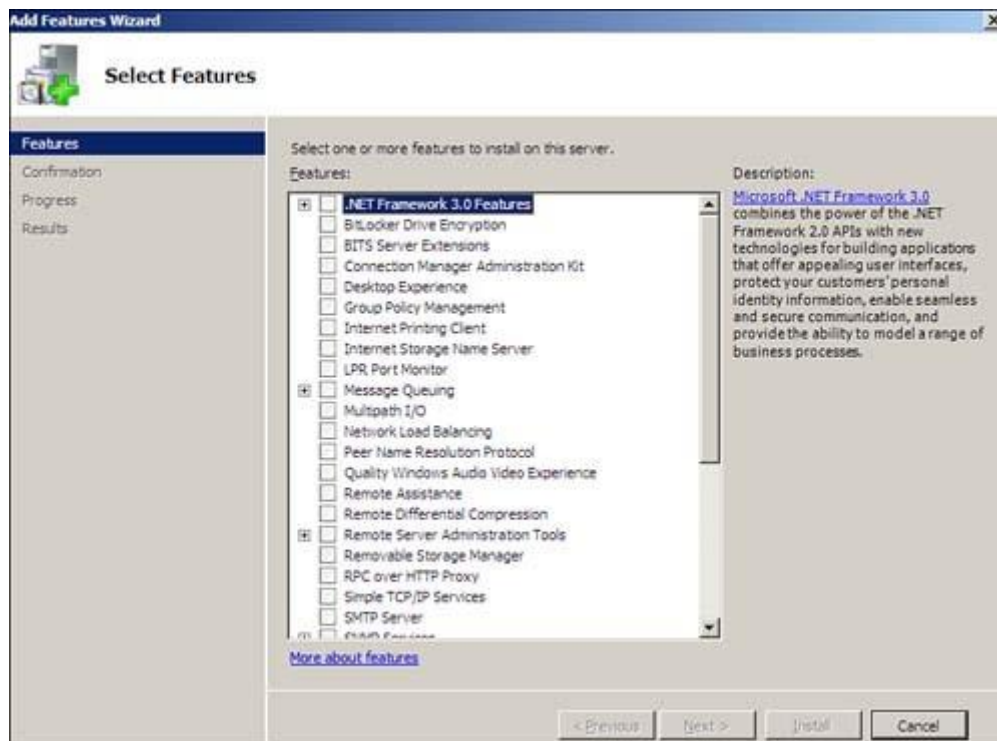 Add Features Wizard
Select Features
Features
Confirmation
Progress
Results
Select one or more features to install on this server.
Features:
.NET Framework 3.0 Features
BitLocker Drive Encryption
BITS Server Extensions
Connection Manager Administration Kit
Desktop Experience
Group Policy Management
Internet Printing Client
Internet Storage Name Server
LPR Port Monitor
Message Queuing
Multipath I/O
Network Load Balancing
Peer Name Resolution Protocol
Quality Windows Audio Video Experience
Remote Assistance
Remote Differential Compression
Remote Server Administration Tools
Removable Storage Manager
RPC over HTTP Proxy
Simple TCP/IP Services
SMTP Server
More about features
Description:
Microsoft .NET Framework 3.0
combines the power of the .NET
Framework 2.0 APIs with new
technologies for building applications
that offer appealing user interfaces,
protect your customers' personal
identity information, enable seamless
and secure communication, and
provide the ability to model a range of
business processes.
< Previous
Next >
Install
Cancel